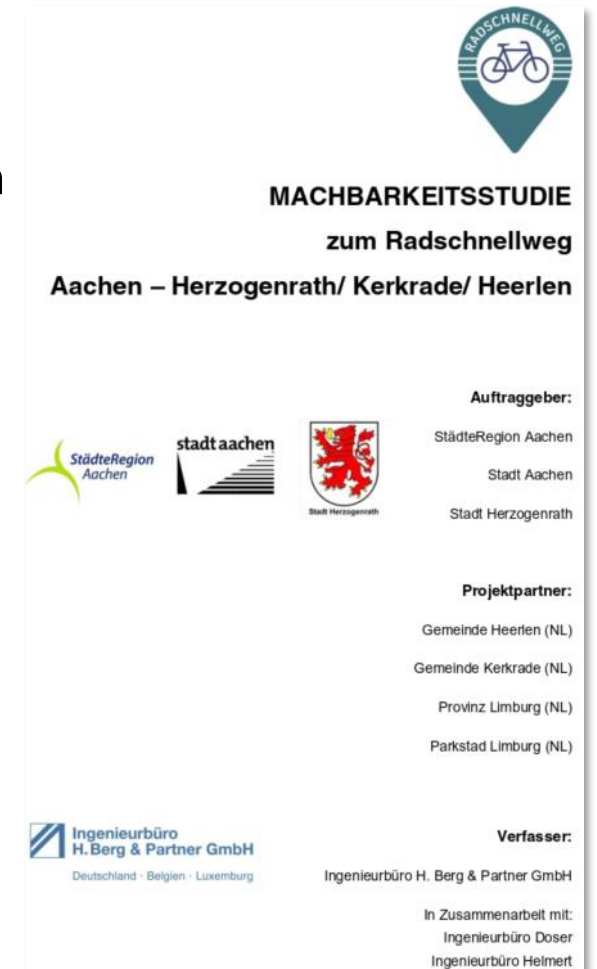 RADSCHNELLWEG
n
MACHBARKEITSSTUDIE
zum Radschnellweg
Aachen – Herzogenrath/ Kerkrade/ Heerlen
Auftraggeber:
StädteRegion Aachen
Stadt Aachen
Stadt Herzogenrath
StädteRegion
Aachen
stadt aachen
Stadt Herzogenrath
Projektpartner:
Gemeinde Heerlen (NL)
Gemeinde Kerkrade (NL)
Provinz Limburg (NL)
Parkstad Limburg (NL)
Ingenieurbüro
H. Berg & Partner GmbH
Deutschland · Belgien · Luxemburg
Verfasser:
Ingenieurbüro H. Berg & Partner GmbH
In Zusammenarbeit mit:
Ingenieurbüro Doser
Ingenieurbüro Helmert